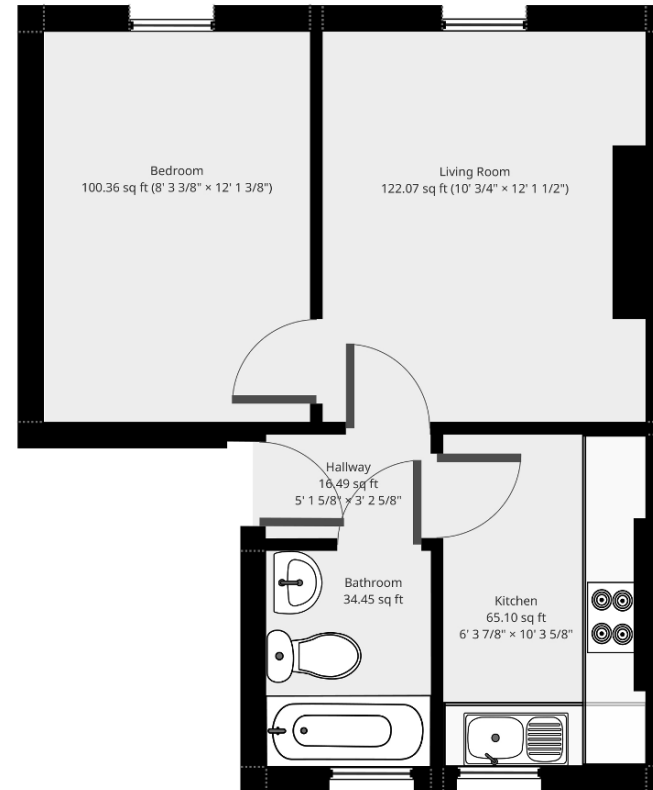 Bedroom
100.36 sq ft (8' 3 3/8" × 12' 1 3/8")
Living Room
122.07 sq ft (10' 3/4" × 12' 1 1/2")
Hallway
16.49 sq ft
5' 1 5/8" × 3' 2 5/8"
Bathroom
34.45 sq ft
Kitchen
65.10 sq ft
6' 3 7/8" × 10' 3 5/8"